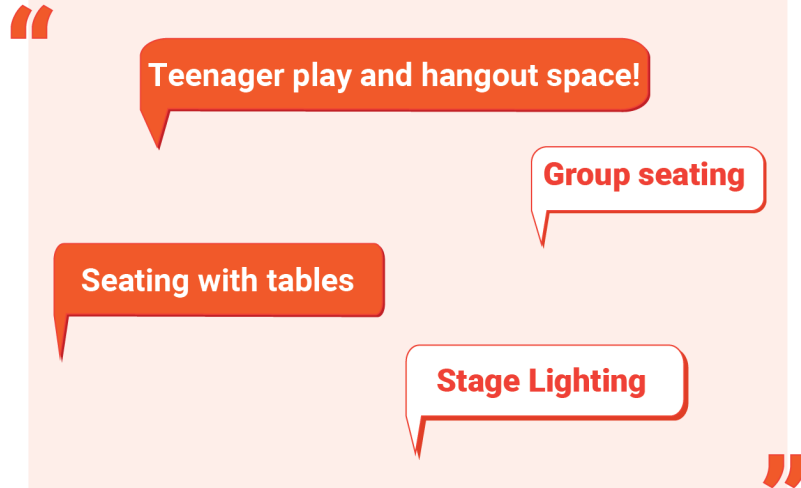 Teenager play and hangout space!
Group seating
Seating with tables
Stage Lighting